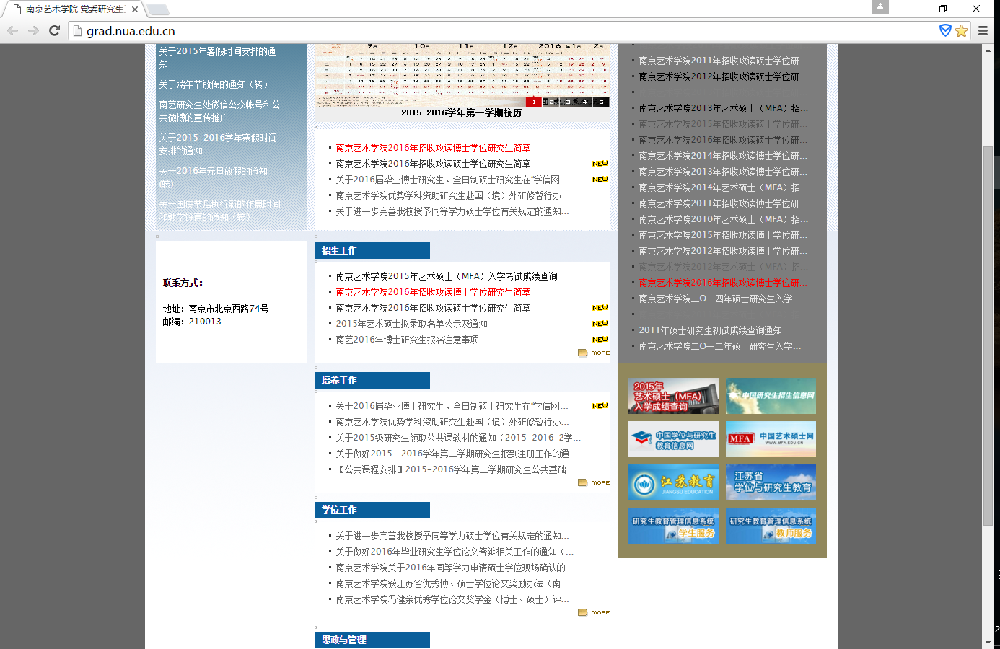 南京艺术学院 党委研究生
grad.nua.edu.cn
关于2015年暑假时间安排的通
知
关于端午节放假的通知（转）
南艺研究生处微信公众帐号和公
共微博的宣传推广
关于2015-2016学年寒假时间
安排的通知
关于2016年元旦放假的通知
(转)
关于国庆节后执行新的作息时间
和教学铃声的通知（转）
联系方式：
地址：南京市北京西路74号
邮编：210013
9月 10月 11月 12月 2016年1月 2月
1 2 3 4 5
2015-2016学年第一学期校历
南京艺术学院2016年招收攻读博士学位研究生简章
南京艺术学院2016年招收攻读硕士学位研究生简章 NEW
关于2016届毕业博士研究生、全日制硕士研究生在“学信网... NEW
南京艺术学院优势学科资助研究生赴国（境）外研修暂行办...
关于进一步完善我校授予同等学力硕士学位有关规定的通知...
招生工作
南京艺术学院2015年艺术硕士（MFA）入学考试成绩查询
南京艺术学院2016年招收攻读博士学位研究生简章
南京艺术学院2016年招收攻读硕士学位研究生简章 NEW
2015年艺术硕士拟录取名单公示及通知 NEW
南艺2016年博士研究生报名注意事项 NEW
MORE
培养工作
关于2016届毕业博士研究生、全日制硕士研究生在“学信网... NEW
南京艺术学院优势学科资助研究生赴国（境）外研修暂行办...
关于2015级研究生领取公共课教材的通知（2015-2016-2学...
关于做好2015—2016学年第二学期研究生报到注册工作的通...
【公共课程安排】2015-2016学年第二学期研究生公共基础...
MORE
学位工作
关于进一步完善我校授予同等学力硕士学位有关规定的通知...
关于做好2016年毕业研究生学位论文答辩相关工作的通知（...
南京艺术学院关于2016年同等学力申请硕士学位现场确认的...
南京艺术学院获江苏省优秀博、硕士学位论文奖励办法（南...
南京艺术学院冯健亲优秀学位论文奖学金（博士、硕士）评...
MORE
思政与管理
南京艺术学院2011年招收攻读硕士学位研...
南京艺术学院2012年招收攻读硕士学位研...
南京艺术学院2013年艺术硕士（MFA）招...
南京艺术学院2015年招收攻读博士学位研...
南京艺术学院2016年招收攻读硕士学位研...
南京艺术学院2014年招收攻读博士学位研...
南京艺术学院2013年招收攻读博士学位研...
南京艺术学院2014年艺术硕士（MFA）招...
南京艺术学院2011年招收攻读博士学位研...
南京艺术学院2010年艺术硕士（MFA）招...
南京艺术学院2015年招收攻读硕士学位研...
南京艺术学院2012年招收攻读博士学位研...
南京艺术学院2012年艺术硕士（MFA）招...
南京艺术学院2016年招收攻读博士学位研...
南京艺术学院二O一四年硕士研究生入学...
2011年硕士研究生初试成绩查询通知
南京艺术学院二O一二年硕士研究生入学...
2015年
艺术硕士（MFA）
入学成绩查询
中国研究生招生信息网
中国学位与研究生
教育信息网
MFA 中国艺术硕士网
WWW.MFA.EDU.CN
江苏教育
JIANGSU EDUCATION
江苏省
学位与研究生教育
研究生教育管理信息系统
学生服务
研究生教育管理信息系统
教师服务